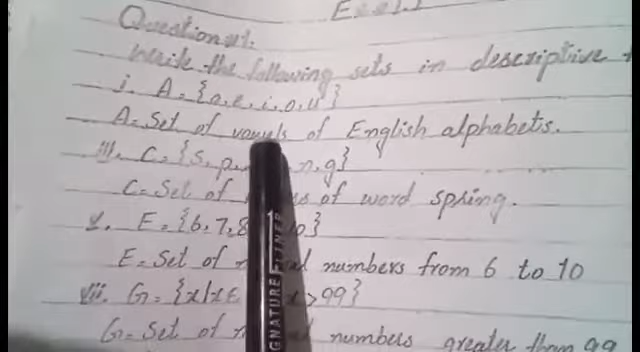 Question#1:
Write the following sets in descriptive
i. A = {a, e, i, o, u}
A = Set of vowels of English alphabets.
iii. C = {s, p, n, g}
C = Set of of word spring.
v. E = {6, 7, 8
E = Set of numbers from 6 to 10
vii. G = {x|x ∈ > 99}
G = Set of numbers greater than 99
SIGNATURE FINELINER